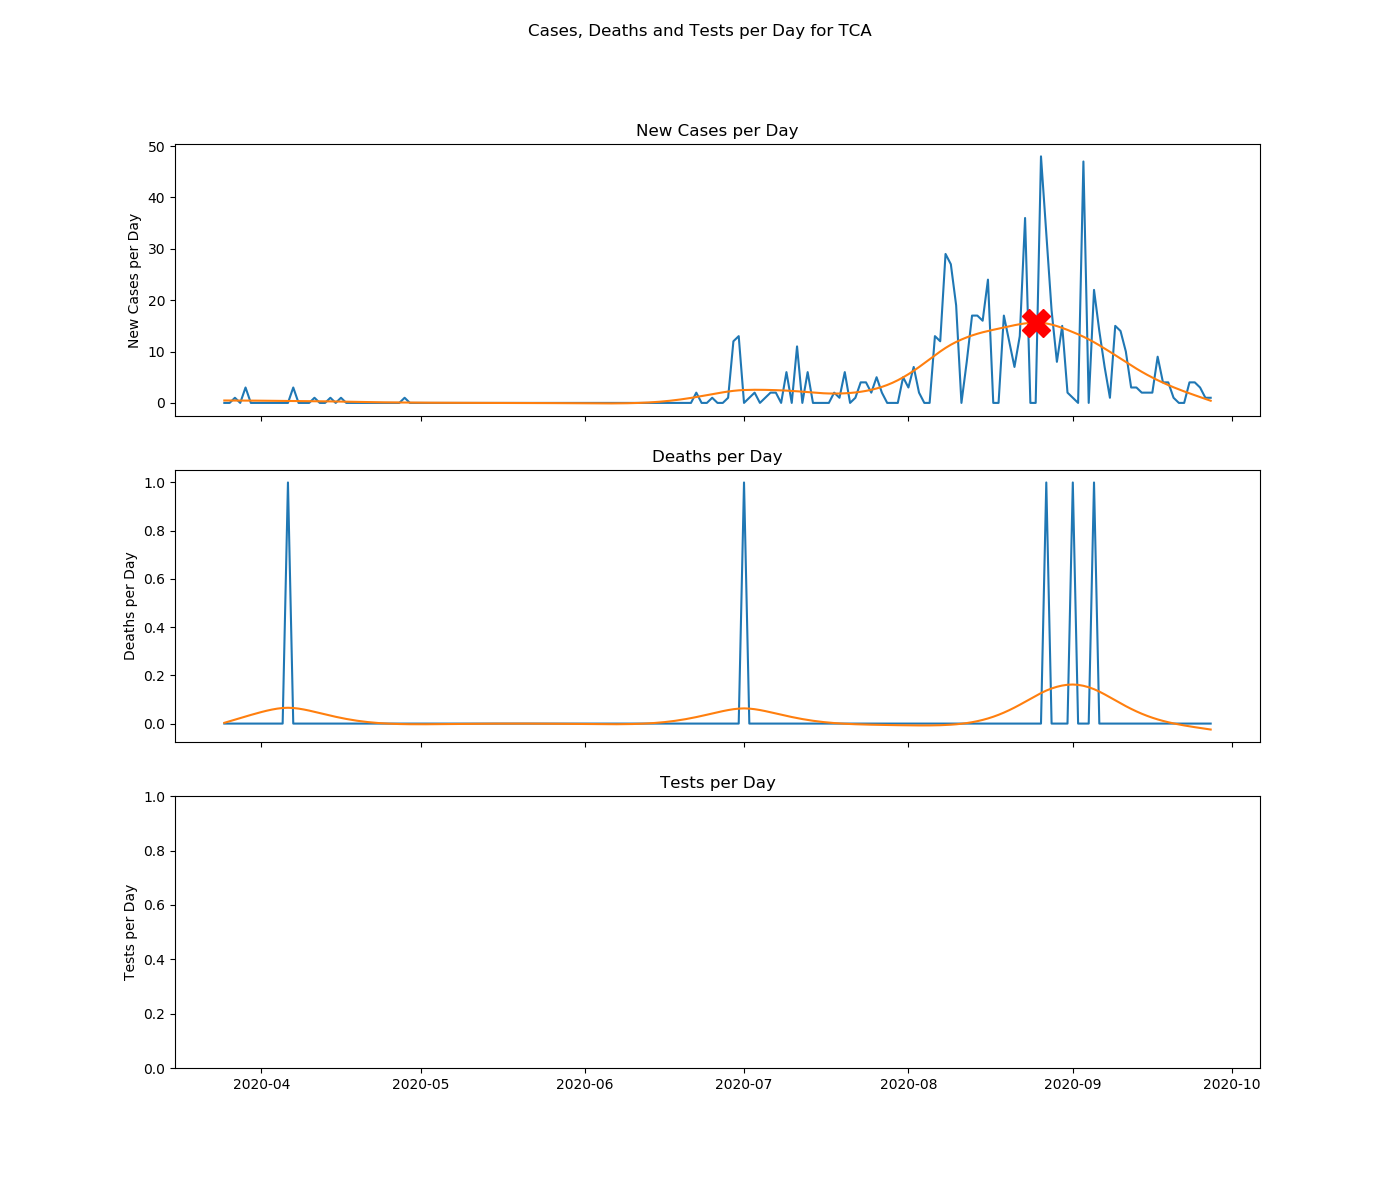 Cases, Deaths and Tests per Day for TCA
New Cases per Day
50
40
30
20
10
0
New Cases per Day
Deaths per Day
1.0
0.8
0.6
0.4
0.2
0.0
Deaths per Day
Tests per Day
1.0
0.8
0.6
0.4
0.2
0.0
Tests per Day
2020-04 2020-05 2020-06 2020-07 2020-08 2020-09 2020-10